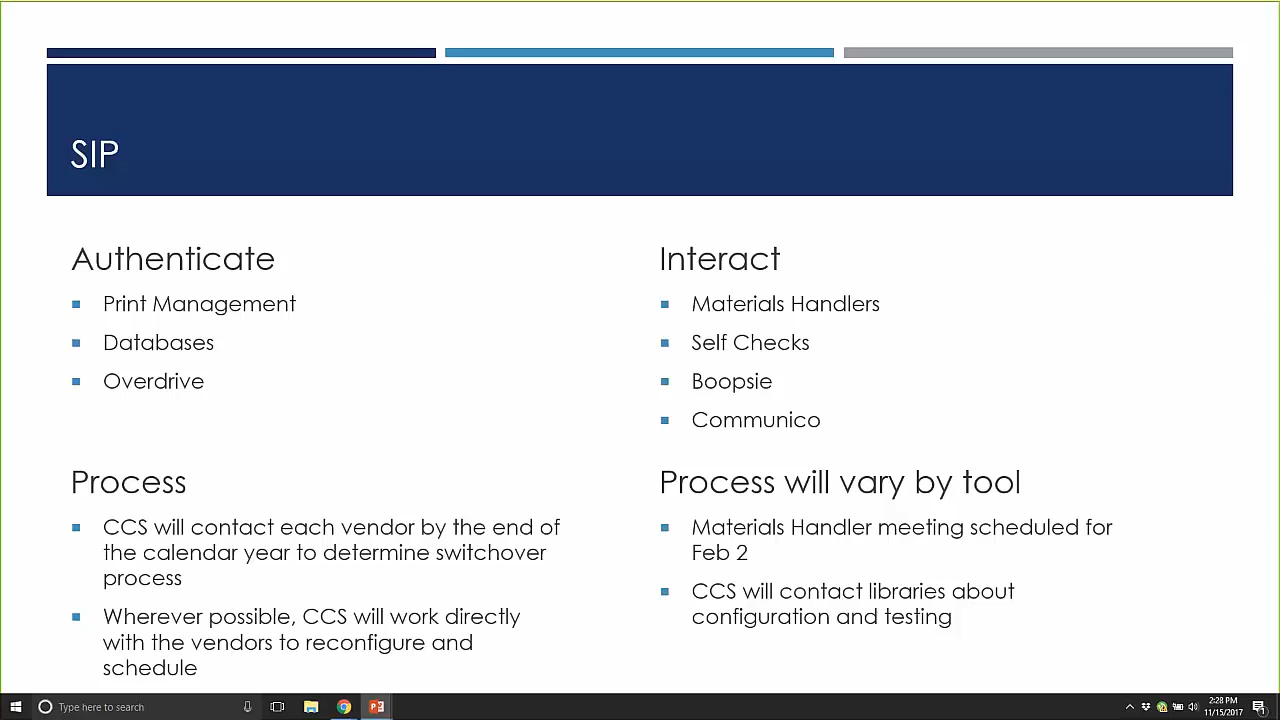 SIP
Authenticate
Print Management
Databases
Overdrive
Process
CCS will contact each vendor by the end of
the calendar year to determine switchover
process
Wherever possible, CCS will work directly
with the vendors to reconfigure and
schedule
Interact
Materials Handlers
Self Checks
Boopsie
Communico
Process will vary by tool
Materials Handler meeting scheduled for
Feb 2
CCS will contact libraries about
configuration and testing
Type here to search
2:28 PM
11/15/2017